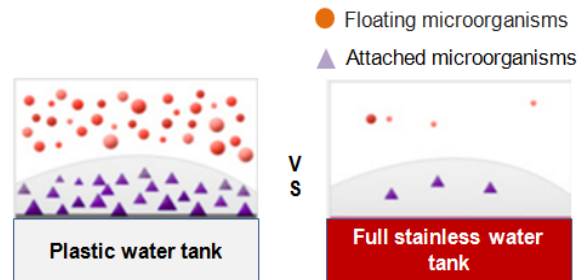 Floating microorganisms
Attached microorganisms
V
S
Plastic water tank
Full stainless water
tank